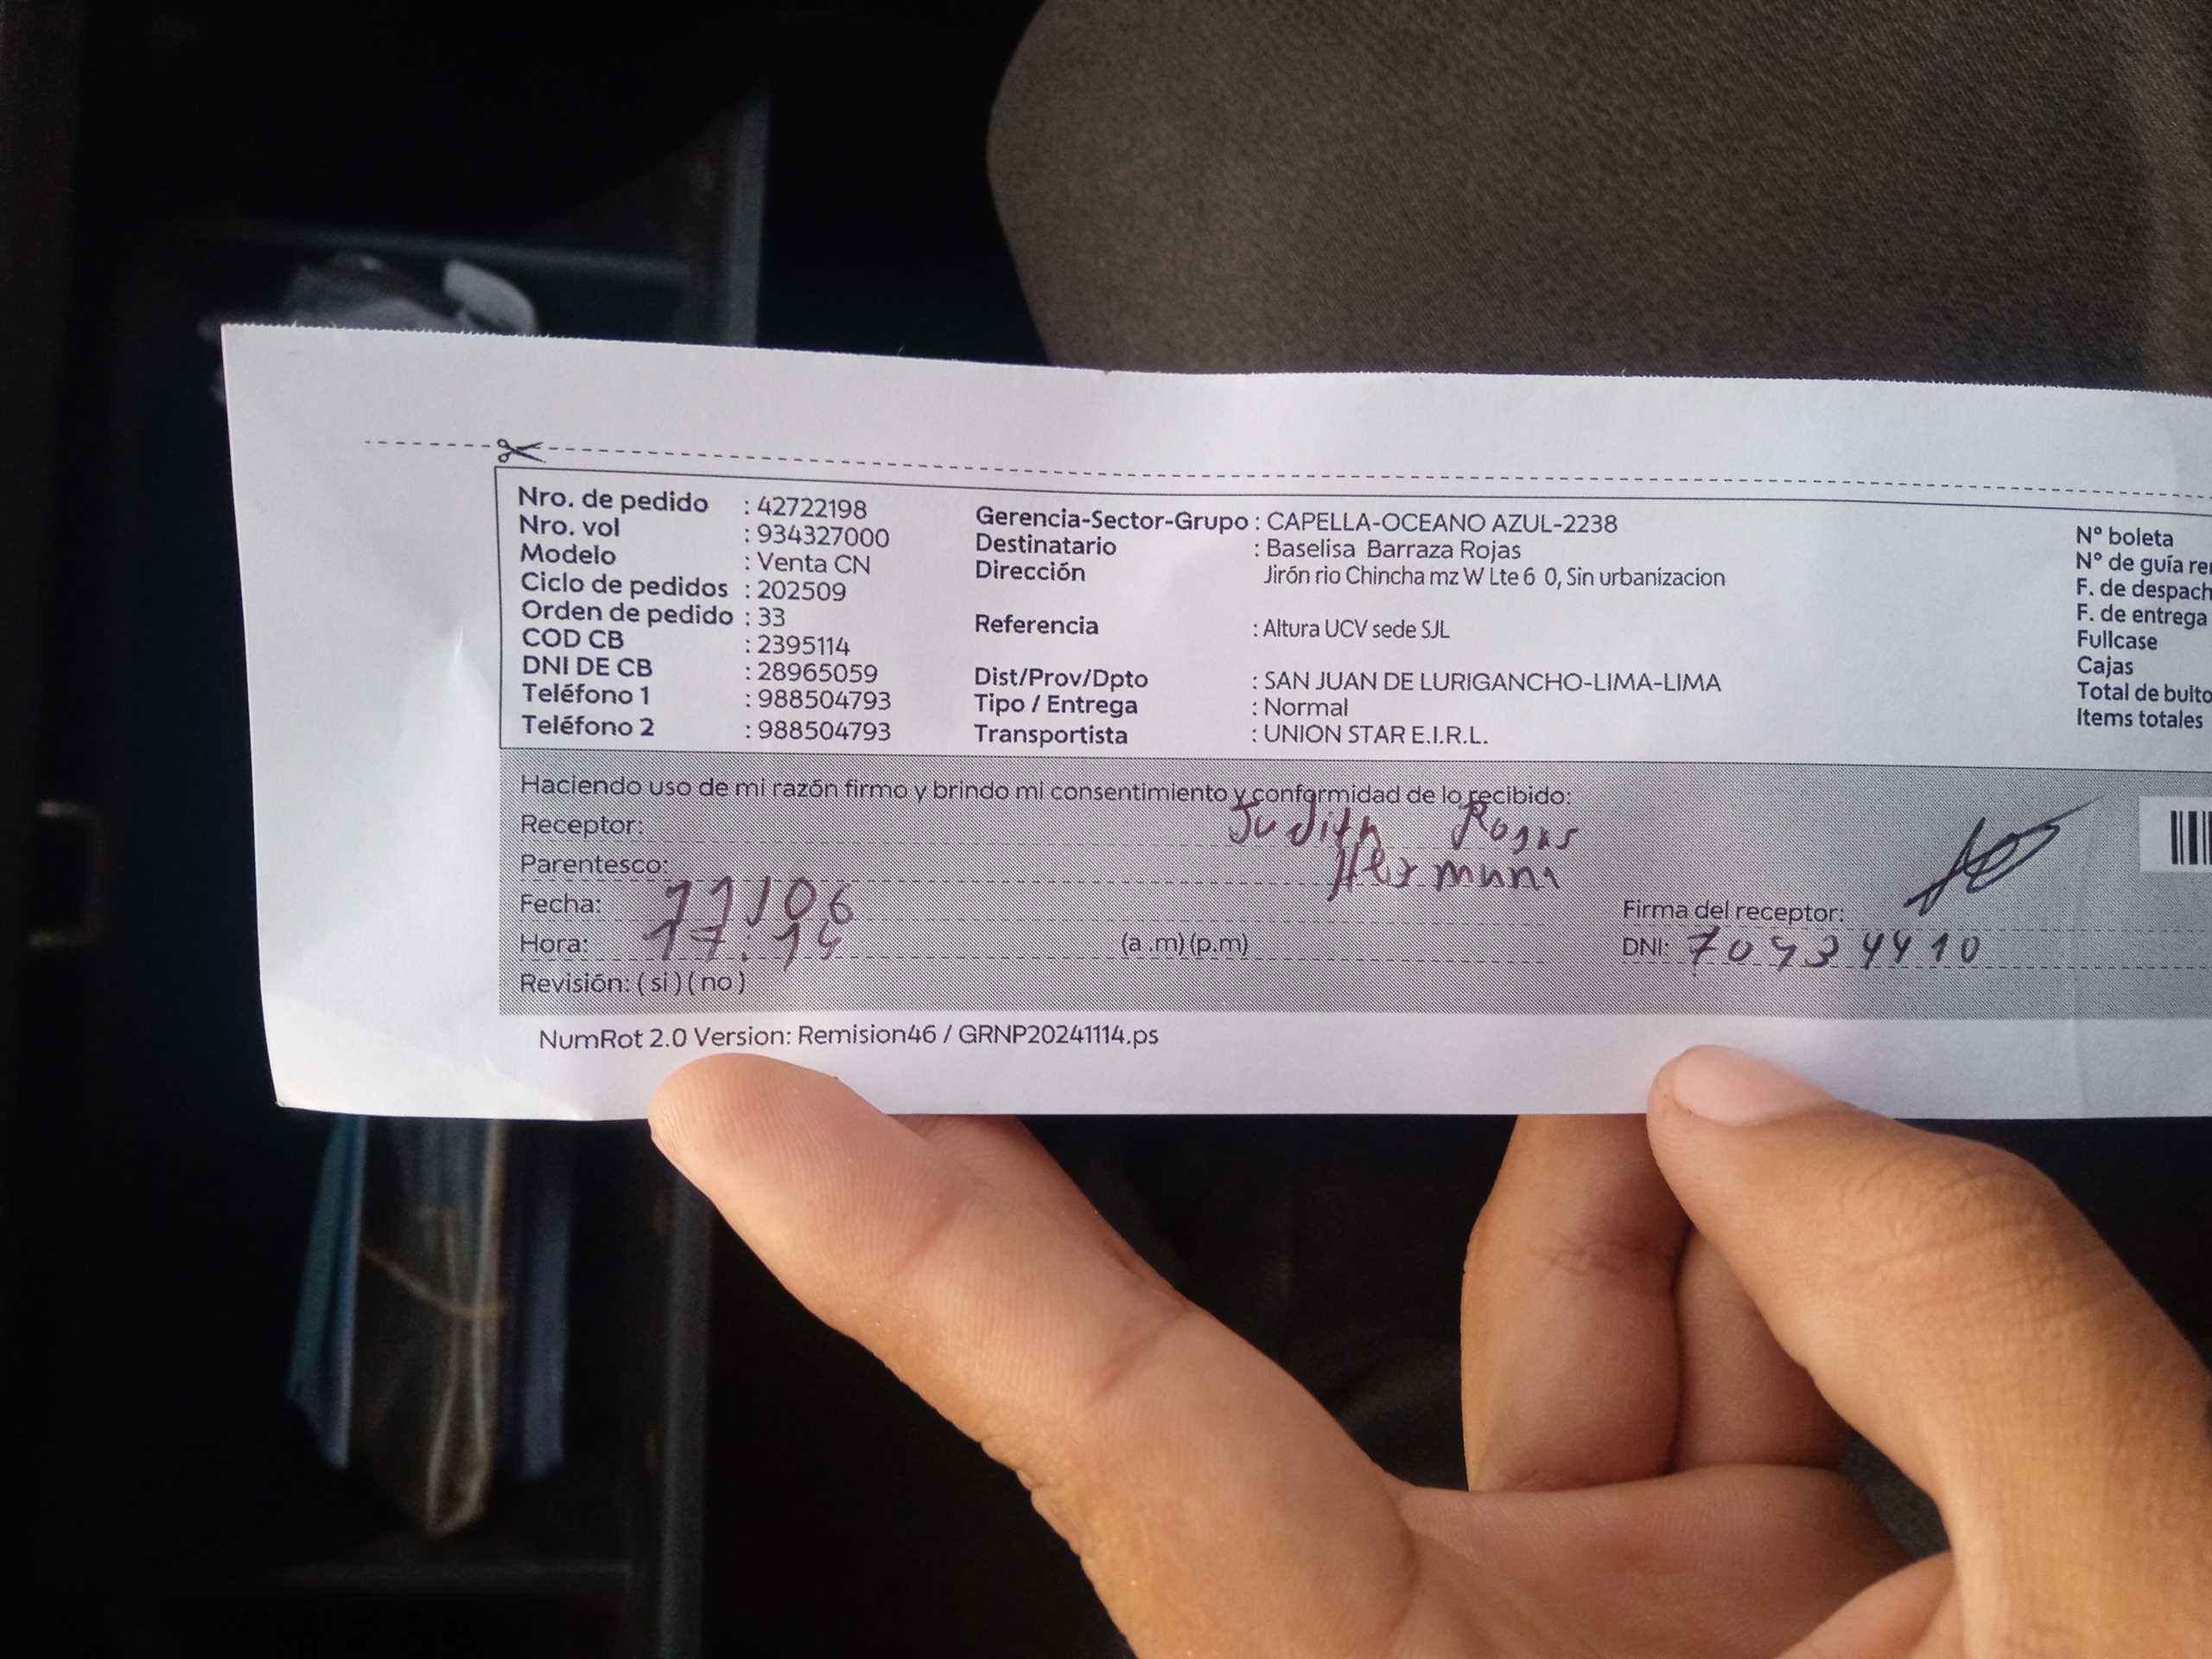 Nro. de pedido : 42722198
Nro. vol : 934327000
Modelo : Venta CN
Ciclo de pedidos : 202509
Orden de pedido : 33
COD CB : 2395114
DNI DE CB : 28965059
Teléfono 1 : 988504793
Teléfono 2 : 988504793
Gerencia-Sector-Grupo : CAPELLA-OCEANO AZUL-2238
Destinatario : Baselisa Barraza Rojas
Dirección Jirón rio Chincha mz W Lte 6 0, Sin urbanizacion
Referencia : Altura UCV sede SJL
Dist/Prov/Dpto : SAN JUAN DE LURIGANCHO-LIMA-LIMA
Tipo / Entrega : Normal
Transportista : UNION STAR E.I.R.L.
Nº boleta
Nº de guía
F. de
F. de entrega
Fullcase
Cajas
Total de
Items totales
Haciendo uso de mi razón firmo y brindo mi consentimiento y conformidad de lo recibido:
Receptor: Judith Rojas
Parentesco:
Fecha: 11/06
Hora: (a .m) (p.m)
Revisión: ( si ) ( no )
Firma del receptor:
DNI:
NumRot 2.0 Version: Remision46 / GRNP20241114.ps